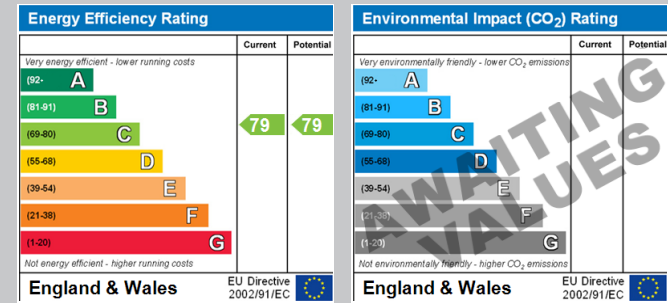 Energy Efficiency Rating
Current Potential
Very energy efficient - lower running costs
(92- A
(81-91) B
(69-80) C
79 79
(55-68) D
(39-54) E
(21-38) F
(1-20) G
Not energy efficient - higher running costs
England & Wales
EU Directive
2002/91/EC
Environmental Impact (CO₂) Rating
Current Potential
Very environmentally friendly - lower CO₂ emissions
(92- A
(81-91) B
(69-80) C
(55-68) D
(39-54) E
(21-38) F
(1-20) G
Not environmentally friendly - higher CO₂ emissions
AWAITING
VALUES
England & Wales
EU Directive
2002/91/EC